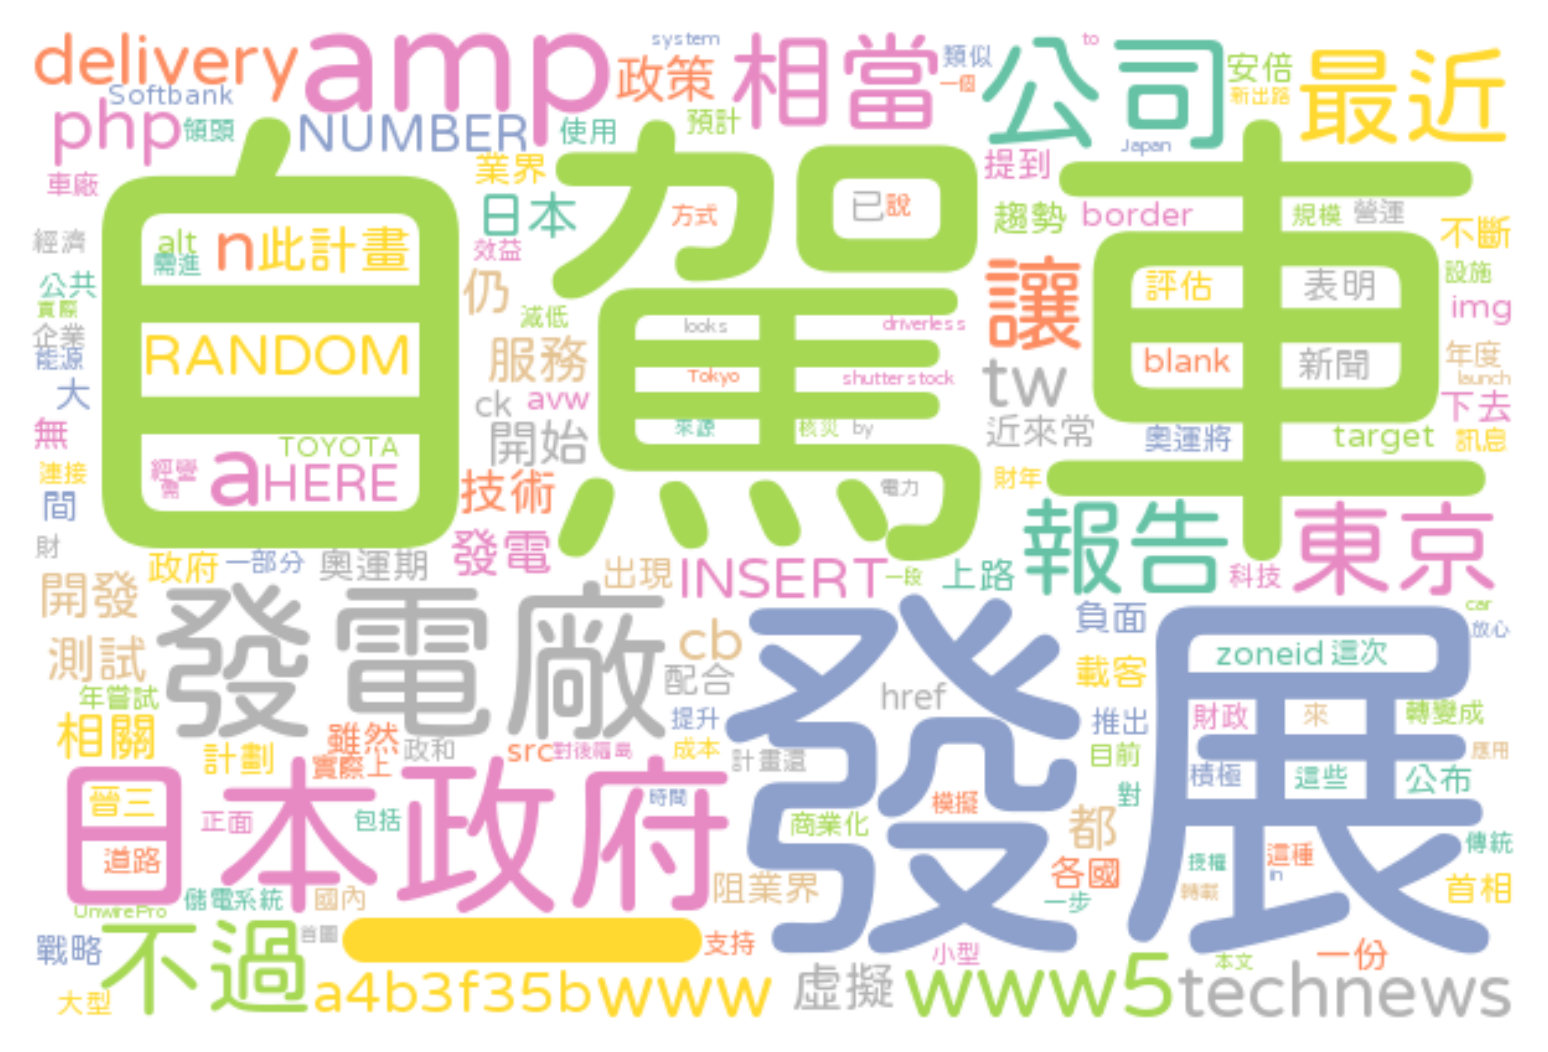 system
to
delivery
amp
政策
相當
類似
公司
安倍
最近
一個
新出路
Softbank
php
領頭
NUMBER
使用
預計
Japan
車廠
業界
提到
自駕車
日本
方式
已
說
趨勢
border
規模
營運
不斷
經濟
alt
需進
n
此計畫
效益
公共
仍
讓
評估
表明
設施
實際
減低
img
企業
looks
driverless
能源
RANDOM
服務
tw
blank
新聞
年度
大
Tokyo
shutterstock
launch
ck
avw
下去
無
TOYOTA
開始
來源
核災
by
近來常
奧運將
target
訊息
連接
經營
需
a
HERE
技術
電力
財年
間
財
政府
一部分
奧運期
發電
出現
INSERT
一段
上路
報告
科技
東京
開發
發電廠
發展
負面
car
放心
測試
cb
zoneid
這次
配合
載客
年嘗試
href
相關
雖然
政和
提升
推出
財政
來
轉變成
計劃
實際上
src
對後福島
成本
計畫還
目前
應用
日本政府
積極
這些
公布
晉三
時間
模擬
對
正面
包括
商業化
都
道路
授權
這種
傳統
各國
in
儲電系統
國內
阻業界
一步
轉載
首相
UnwirePro
戰略
不過
首圖
支持
小型
本文
一份
大型
a4b3f35b
www
虛擬
www
5
technews